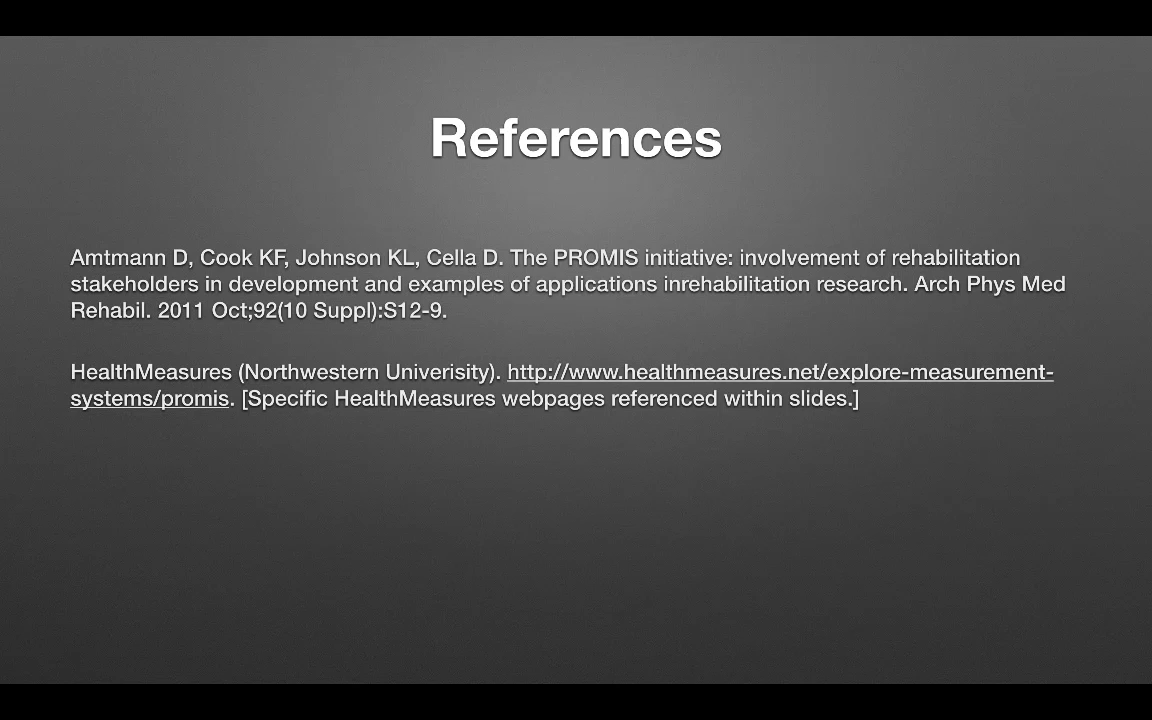 References
Amtmann D, Cook KF, Johnson KL, Cella D. The PROMIS initiative: involvement of rehabilitation
stakeholders in development and examples of applications inrehabilitation research. Arch Phys Med
Rehabil. 2011 Oct;92(10 Suppl):S12-9.
HealthMeasures (Northwestern Univerisity). http://www.healthmeasures.net/explore-measurement-
systems/promis. [Specific HealthMeasures webpages referenced within slides.]